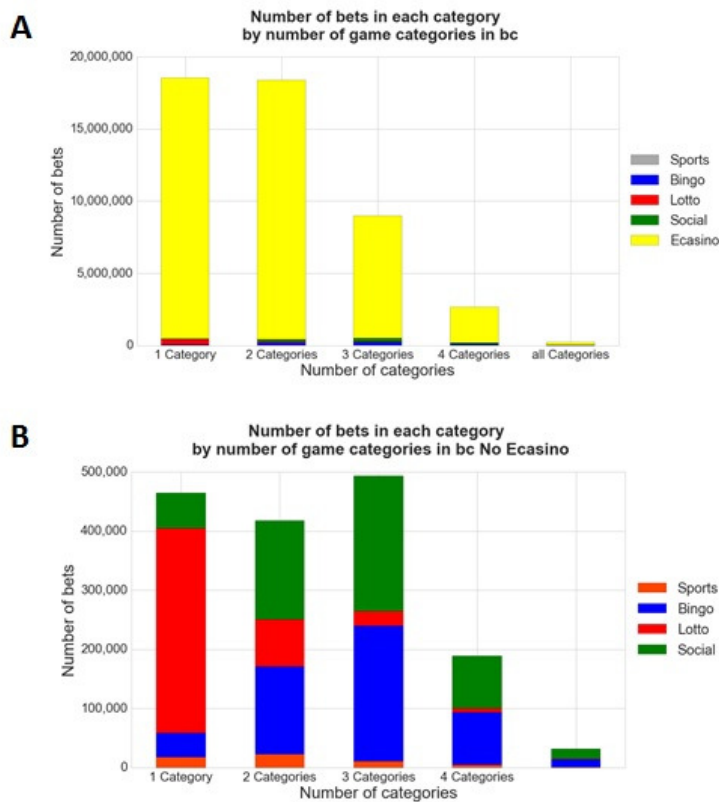 A
Number of bets in each category
by number of game categories in bc
20,000,000
15,000,000
10,000,000
5,000,000
0
Number of bets
1 Category
2 Categories
3 Categories
4 Categories
all Categories
Number of categories
Sports
Bingo
Lotto
Social
Ecasino
B
Number of bets in each category
by number of game categories in bc No Ecasino
500,000
400,000
300,000
200,000
100,000
0
Number of bets
1 Category
2 Categories
3 Categories
4 Categories
Number of categories
Sports
Bingo
Lotto
Social